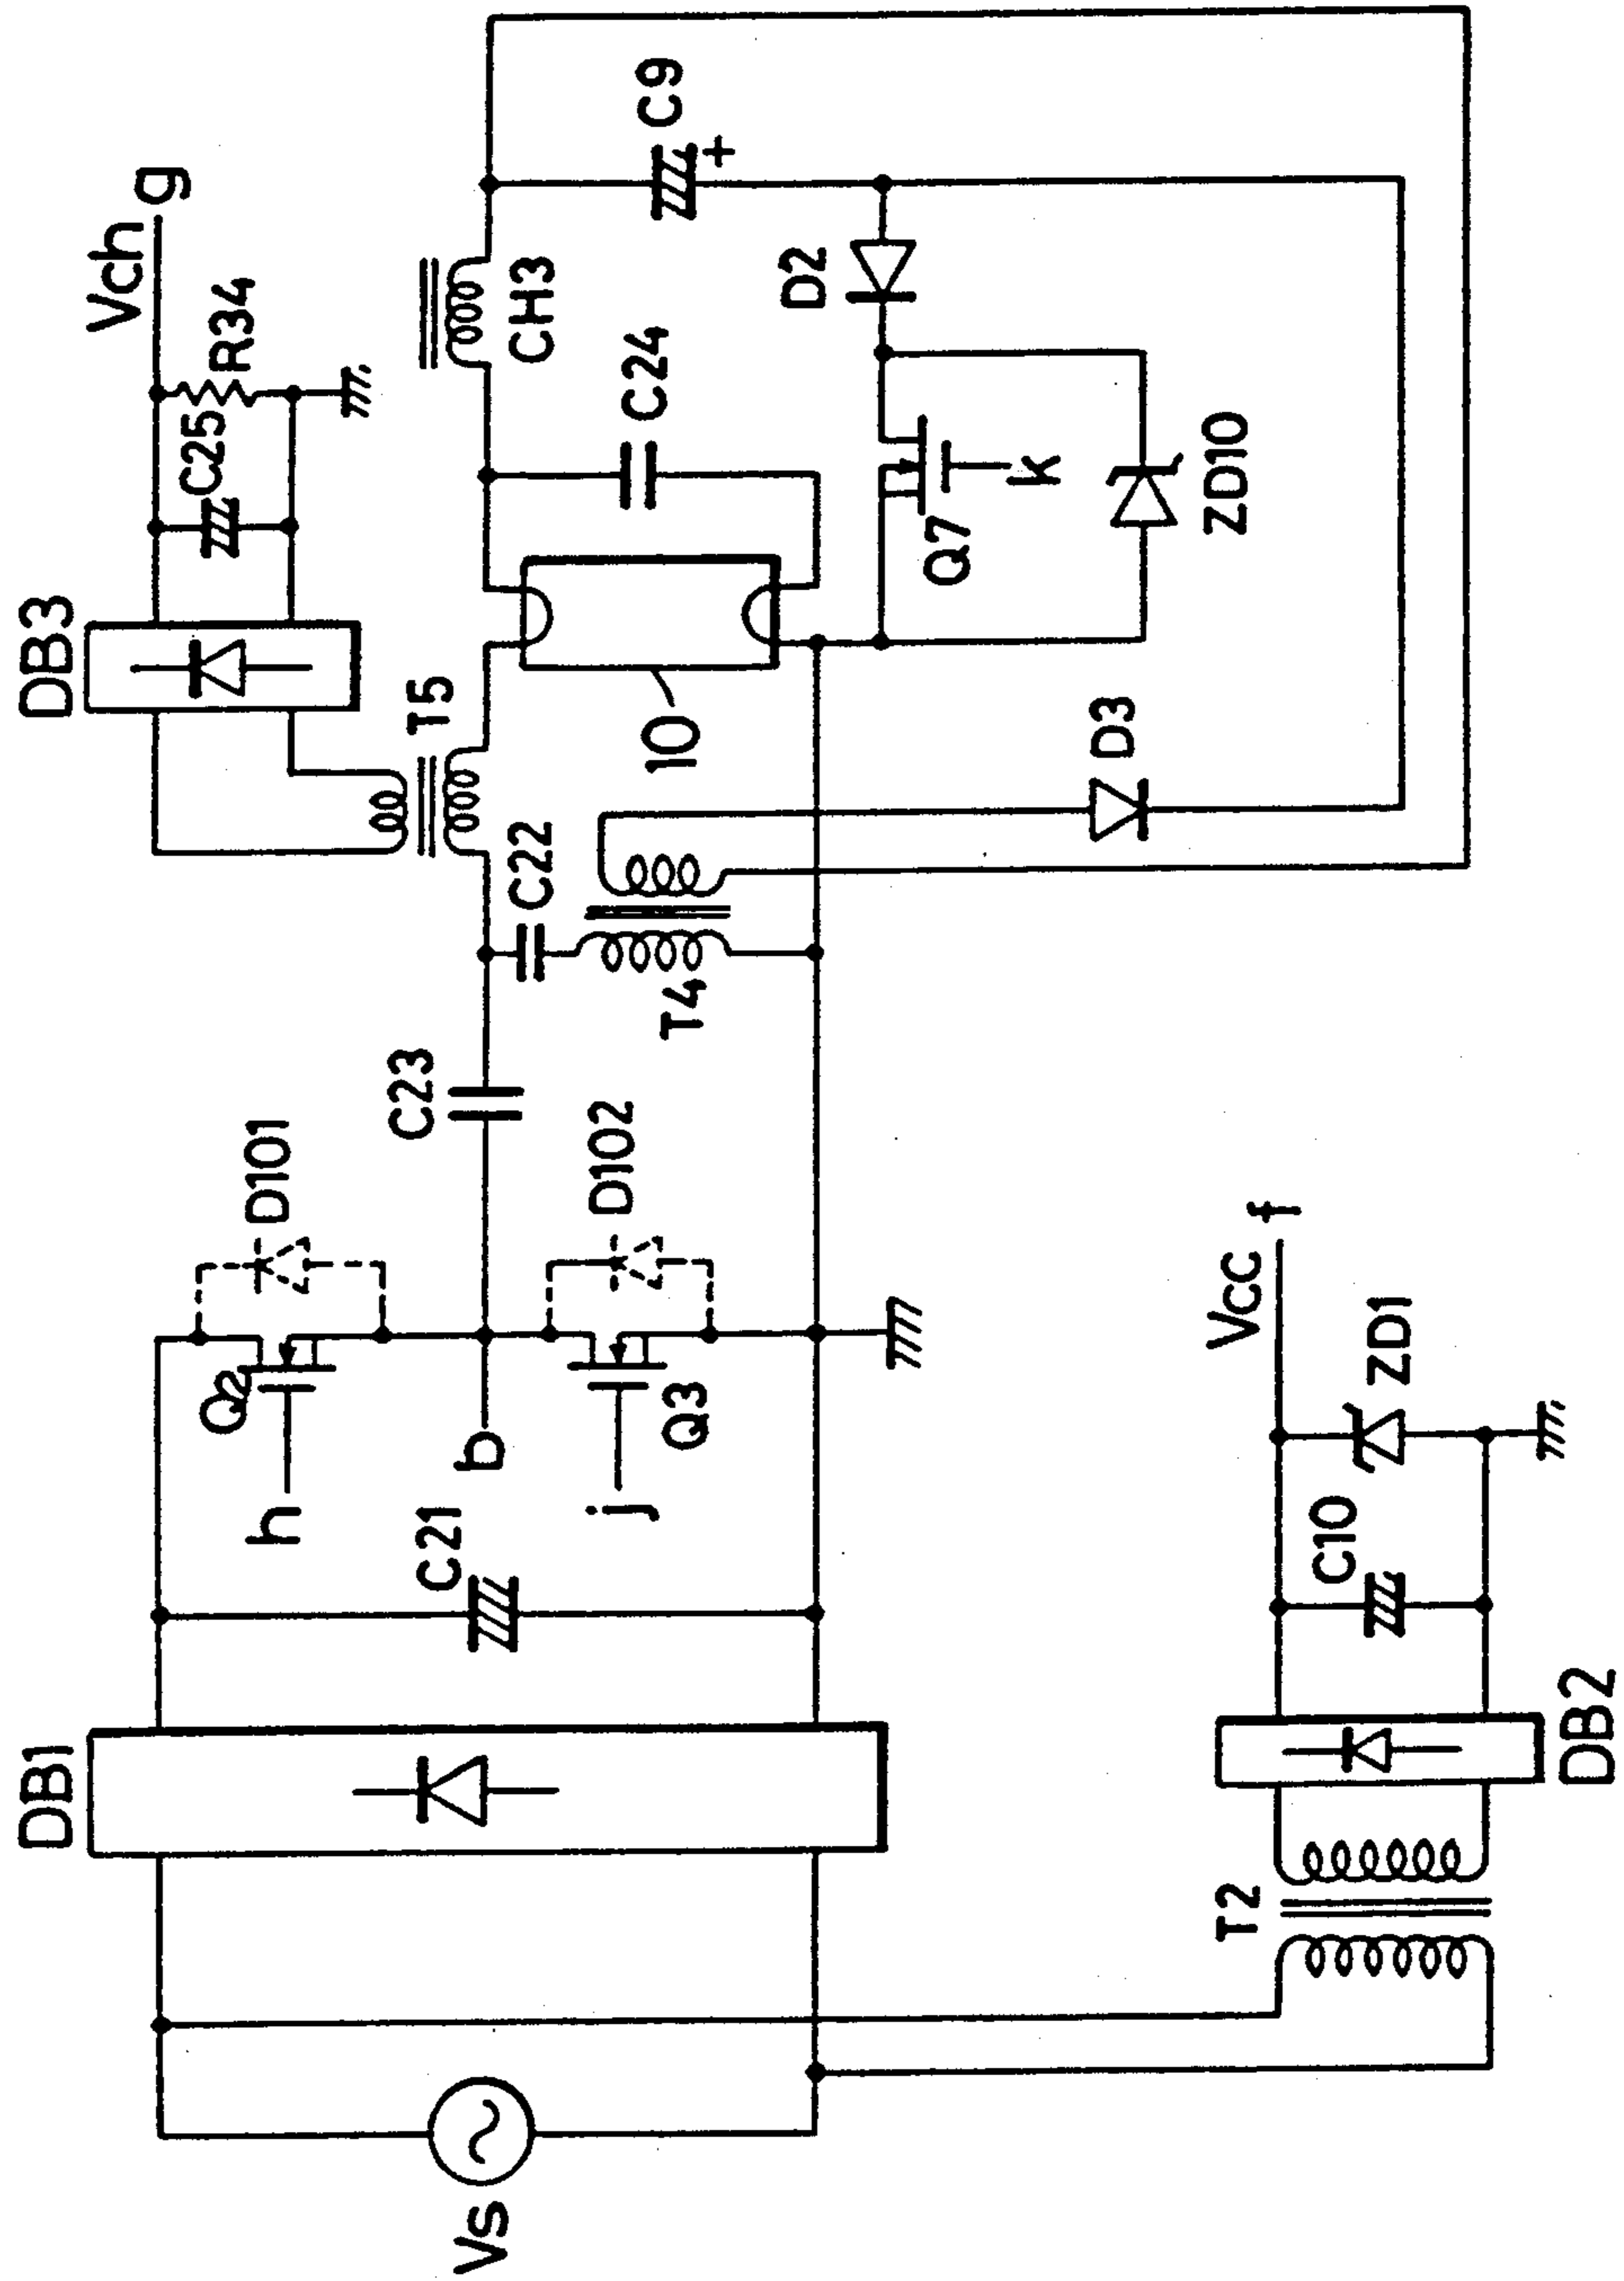 DB1
DB3
Vch g
C25
R34
T5
Q2
D101
h
C23
C22
CH3
C9
+
Vs
C21
b
j
Q3
D102
T4
10
C24
D2
D3
Q7
k
ZD10
T2
DB2
C10
ZD1
Vcc f